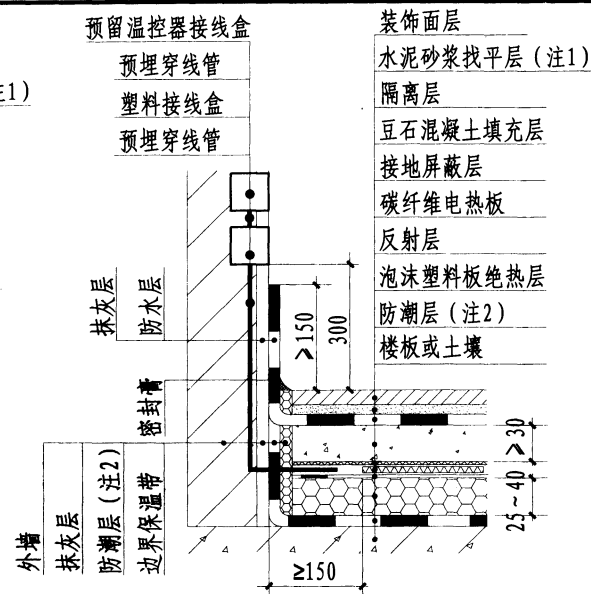 预留温控器接线盒
预埋穿线管
塑料接线盒
预埋穿线管
装饰面层
水泥砂浆找平层(注1)
隔离层
豆石混凝土填充层
接地屏蔽层
碳纤维电热板
反射层
泡沫塑料板绝热层
防潮层(注2)
楼板或土壤
注1)
抹灰层
防水层
密封膏
>150
300
外墙
抹灰层
防潮层(注2)
边界保温带
>30
25~40
≥150